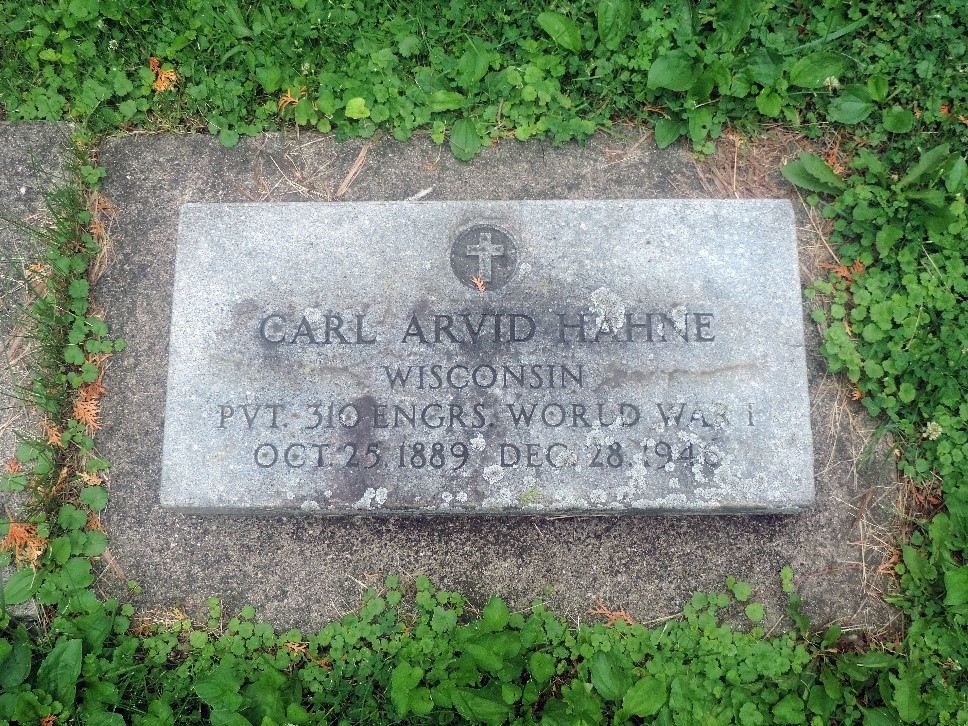 CARL ARVID HAHNE
WISCONSIN
PVT. 310 ENGRS. WORLD WAR I
OCT. 25, 1889 DEC. 28,